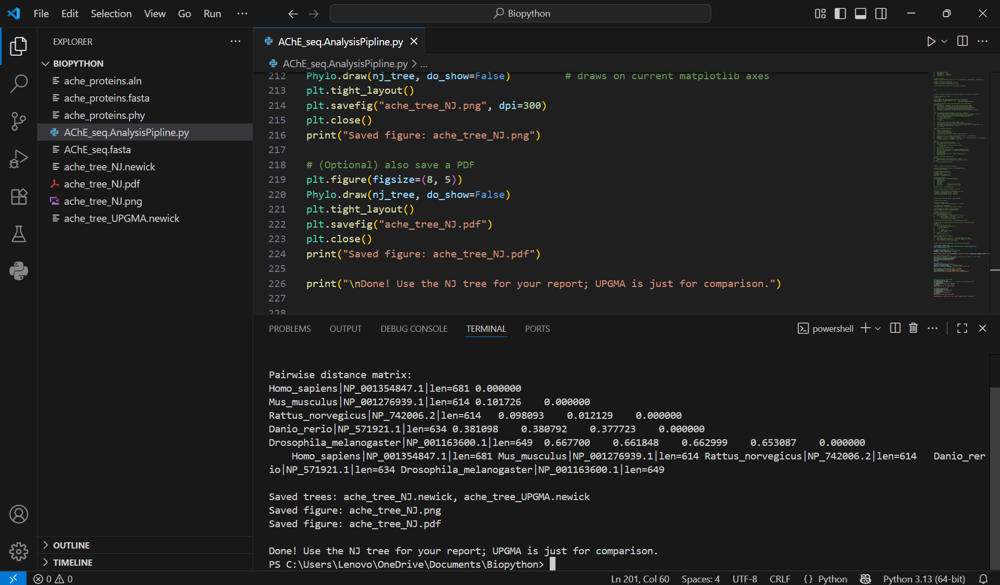 File Edit Selection View Go Run ···
Biopython
EXPLORER
BIOPYTHON
ache_proteins.aln
ache_proteins.fasta
ache_proteins.phy
AChE_seq.AnalysisPipline.py
AChE_seq.fasta
ache_tree_NJ.newick
ache_tree_NJ.pdf
ache_tree_NJ.png
ache_tree_UPGMA.newick
OUTLINE
TIMELINE
AChE_seq.AnalysisPipline.py
AChE_seq.AnalysisPipline.py > ...
212 Phylo.draw(nj_tree, do_show=False) # draws on current matplotlib axes
213 plt.tight_layout()
214 plt.savefig("ache_tree_NJ.png", dpi=300)
215 plt.close()
216 print("Saved figure: ache_tree_NJ.png")
217
218 # (Optional) also save a PDF
219 plt.figure(figsize=(8, 5))
220 Phylo.draw(nj_tree, do_show=False)
221 plt.tight_layout()
222 plt.savefig("ache_tree_NJ.pdf")
223 plt.close()
224 print("Saved figure: ache_tree_NJ.pdf")
225
226 print("\nDone! Use the NJ tree for your report; UPGMA is just for comparison.")
227
228
PROBLEMS OUTPUT DEBUG CONSOLE TERMINAL PORTS
powershell
Pairwise distance matrix:
Homo_sapiens|NP_001354847.1|len=681 0.000000
Mus_musculus|NP_001276939.1|len=614 0.101726 0.000000
Rattus_norvegicus|NP_742006.2|len=614 0.098093 0.012129 0.000000
Danio_rerio|NP_571921.1|len=634 0.381098 0.380792 0.377723 0.000000
Drosophila_melanogaster|NP_001163600.1|len=649 0.667700 0.661848 0.662999 0.653087 0.000000
Homo_sapiens|NP_001354847.1|len=681 Mus_musculus|NP_001276939.1|len=614 Rattus_norvegicus|NP_742006.2|len=614 Danio_rer
io|NP_571921.1|len=634 Drosophila_melanogaster|NP_001163600.1|len=649
Saved trees: ache_tree_NJ.newick, ache_tree_UPGMA.newick
Saved figure: ache_tree_NJ.png
Saved figure: ache_tree_NJ.pdf
Done! Use the NJ tree for your report; UPGMA is just for comparison.
PS C:\Users\Lenovo\OneDrive\Documents\Biopython>
0 0 Ln 201, Col 60 Spaces: 4 UTF-8 CRLF {} Python Python 3.13 (64-bit)